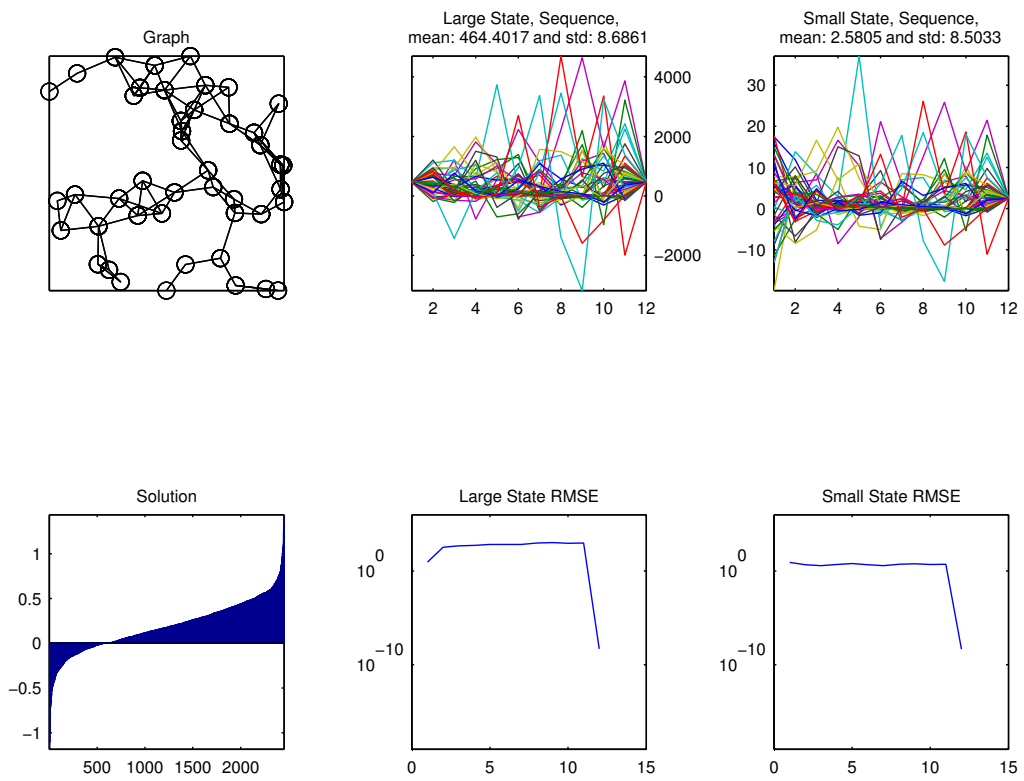 Graph
Large State, Sequence,
mean: 464.4017 and std: 8.6861
4000
2000
0
−2000
2 4 6 8 10 12
Small State, Sequence,
mean: 2.5805 and std: 8.5033
30
20
10
0
−10
2 4 6 8 10 12
Solution
1
0.5
0
−0.5
−1
500 1000 1500 2000
Large State RMSE
10^0
10^−10
0 5 10 15
Small State RMSE
10^0
10^−10
0 5 10 15